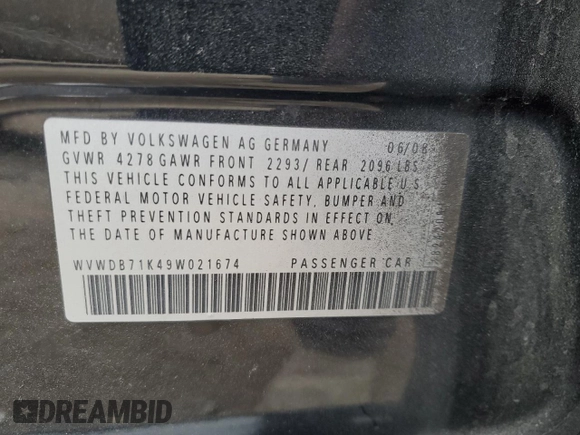 MFD BY VOLKSWAGEN AG GERMANY 06/08
GVWR 4278 GAWR FRONT 2293/ REAR 2096 LBS
THIS VEHICLE CONFORMS TO ALL APPLICABLE U.S.
FEDERAL MOTOR VEHICLE SAFETY, BUMPER AND
THEFT PREVENTION STANDARDS IN EFFECT ON
THE DATE OF MANUFACTURE SHOWN ABOVE.
WVWDB71K49W021674 PASSENGER CAR
DREAMBID